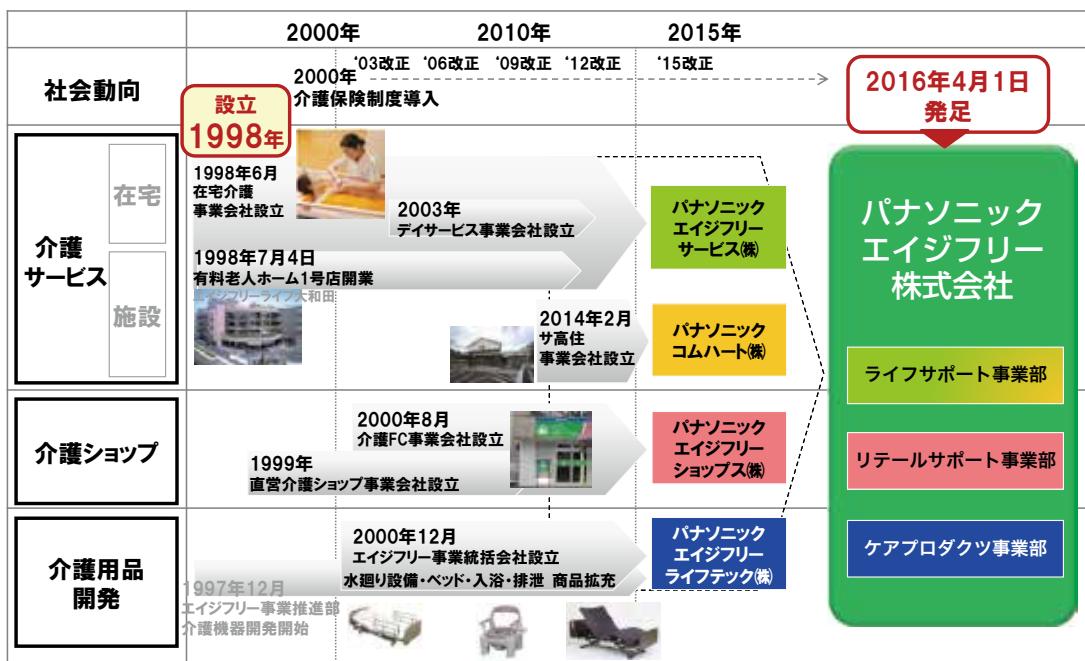 2000年
2010年
2015年
社会動向
‘03改正
‘06改正
‘09改正
‘12改正
‘15改正
2000年
介護保険制度導入
設立
1998年
2016年4月1日
発足
介護
サービス
在宅
施設
1998年6月
在宅介護
事業会社設立
2003年
デイサービス事業会社設立
1998年7月4日
有料老人ホーム1号店開業
エイジフリーライフ大和田
2014年2月
サ高住
事業会社設立
パナソニック
エイジフリー
サービス㈱
パナソニック
コムハート㈱
介護ショップ
2000年8月
介護FC事業会社設立
1999年
直営介護ショップ事業会社設立
パナソニック
エイジフリー
ショップス㈱
介護用品
開発
2000年12月
エイジフリー事業統括会社設立
水廻り設備・ベッド・入浴・排泄 商品拡充
1997年12月
エイジフリー事業推進部
介護機器開発開始
パナソニック
エイジフリー
ライフテック㈱
パナソニック
エイジフリー
株式会社
ライフサポート事業部
リテールサポート事業部
ケアプロダクツ事業部